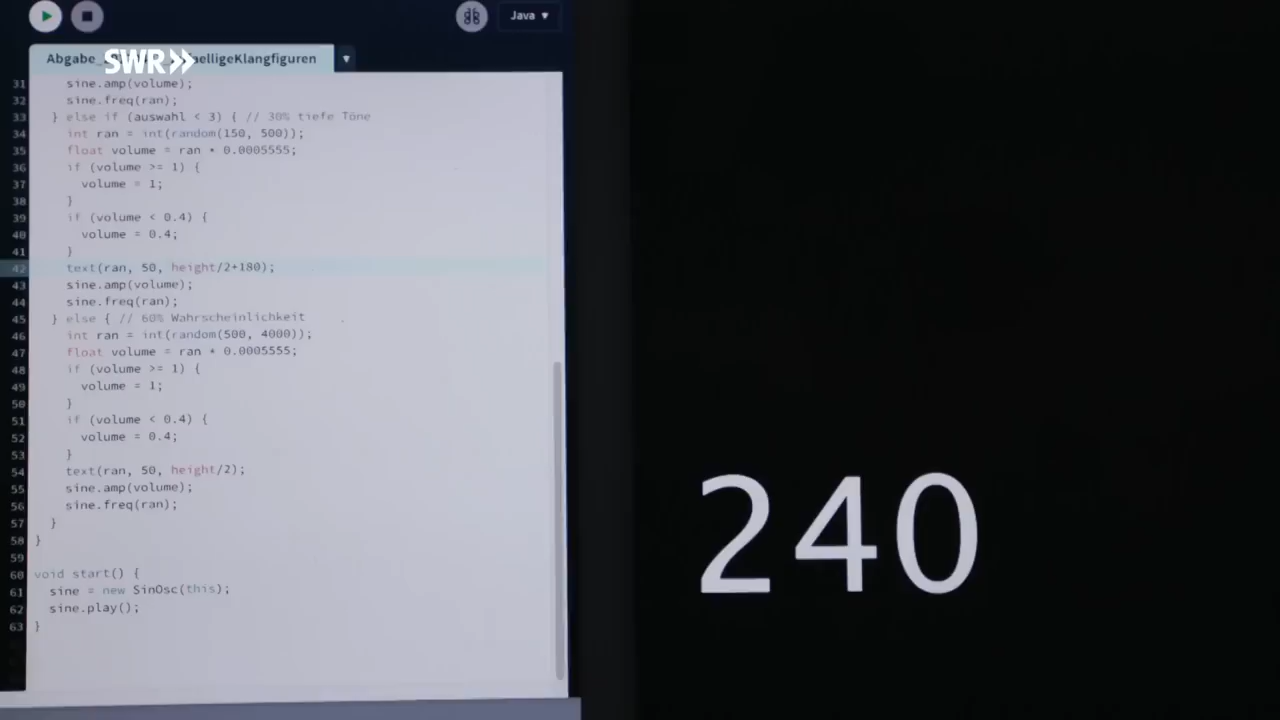 Java ▼
Abgabe_
SWR
elligeKlangfiguren
31 sine.amp(volume);
32 sine.freq(ran);
33 } else if (auswahl < 3) { // 30% tiefe Töne
34 int ran = int(random(150, 500));
35 float volume = ran * 0.0005555;
36 if (volume >= 1) {
37 volume = 1;
38 }
39 if (volume < 0.4) {
40 volume = 0.4;
41 }
42 text(ran, 50, height/2+180);
43 sine.amp(volume);
44 sine.freq(ran);
45 } else { // 60% Wahrscheinlichkeit
46 int ran = int(random(500, 4000));
47 float volume = ran * 0.0005555;
48 if (volume >= 1) {
49 volume = 1;
50 }
51 if (volume < 0.4) {
52 volume = 0.4;
53 }
54 text(ran, 50, height/2);
55 sine.amp(volume);
56 sine.freq(ran);
57 }
58 }
59
60 void start() {
61 sine = new SinOsc(this);
62 sine.play();
63 }
240